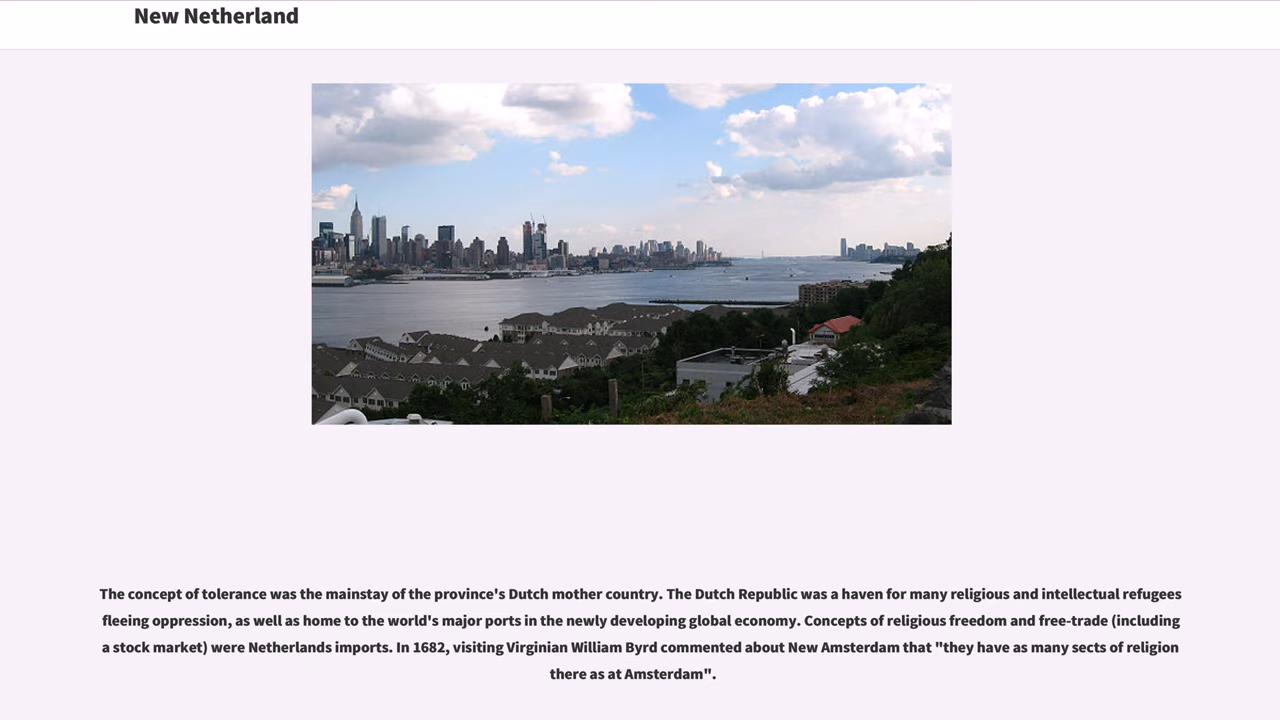 New Netherland
The concept of tolerance was the mainstay of the province's Dutch mother country. The Dutch Republic was a haven for many religious and intellectual refugees
fleeing oppression, as well as home to the world's major ports in the newly developing global economy. Concepts of religious freedom and free-trade (including
a stock market) were Netherlands imports. In 1682, visiting Virginian William Byrd commented about New Amsterdam that "they have as many sects of religion
there as at Amsterdam".